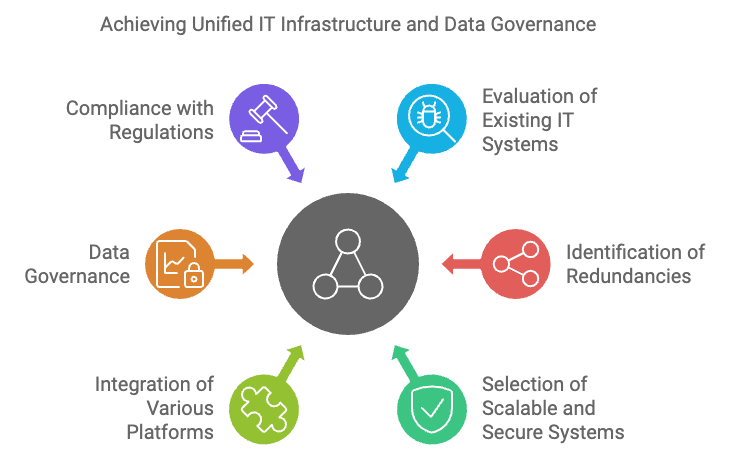 Achieving Unified IT Infrastructure and Data Governance
Compliance with
Regulations
Evaluation of
Existing IT
Systems
Data
Governance
Identification of
Redundancies
Integration of
Various
Platforms
Selection of
Scalable and
Secure Systems